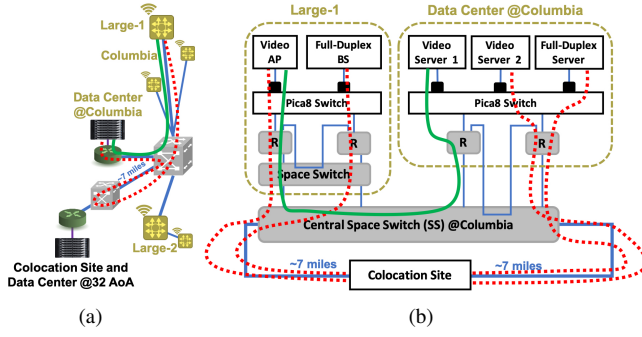 Large-1
Columbia
Data Center
@Columbia
~7 miles
Large-2
Colocation Site and
Data Center @32 AoA
(a)
Large-1
Data Center @Columbia
Video
AP
Full-Duplex
BS
Video
Server 1
Video
Server 2
Full-Duplex
Server
Pica8 Switch
Pica8 Switch
R
R
R
R
Space Switch
Central Space Switch (SS) @Columbia
~7 miles
Colocation Site
~7 miles
(b)